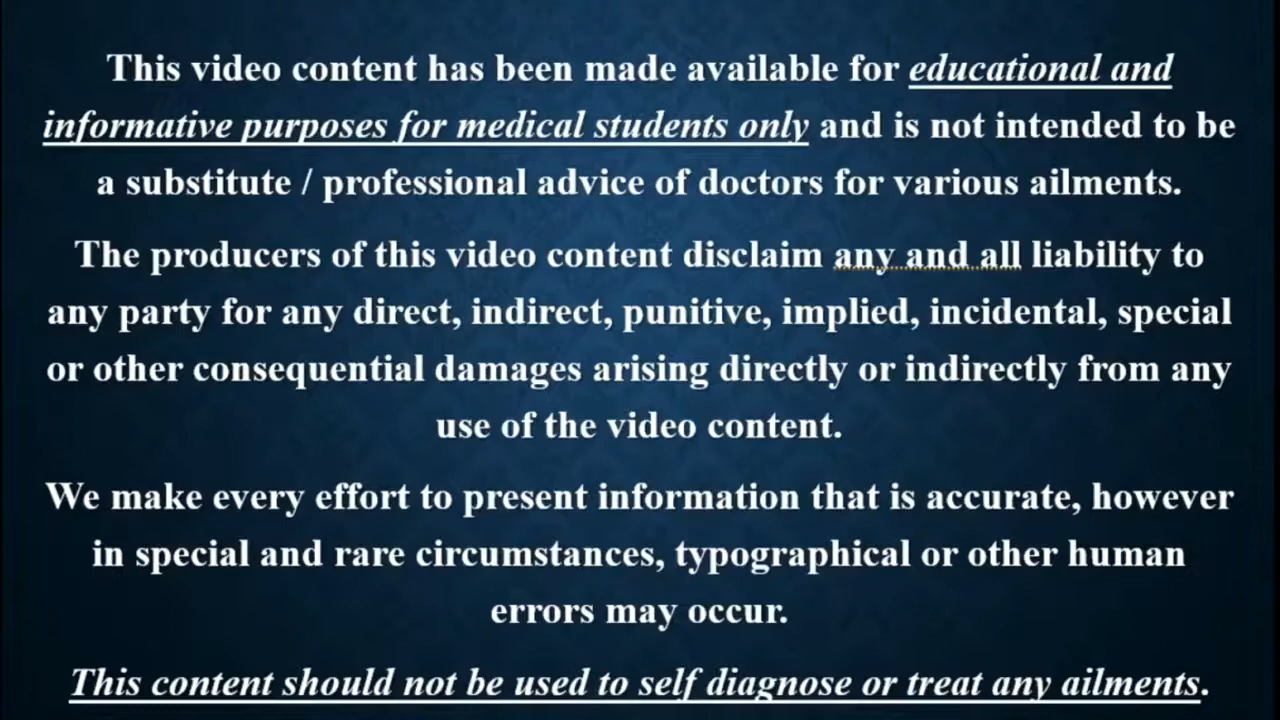 This video content has been made available for educational and
informative purposes for medical students only and is not intended to be
a substitute / professional advice of doctors for various ailments.
The producers of this video content disclaim any and all liability to
any party for any direct, indirect, punitive, implied, incidental, special
or other consequential damages arising directly or indirectly from any
use of the video content.
We make every effort to present information that is accurate, however
in special and rare circumstances, typographical or other human
errors may occur.
This content should not be used to self diagnose or treat any ailments.